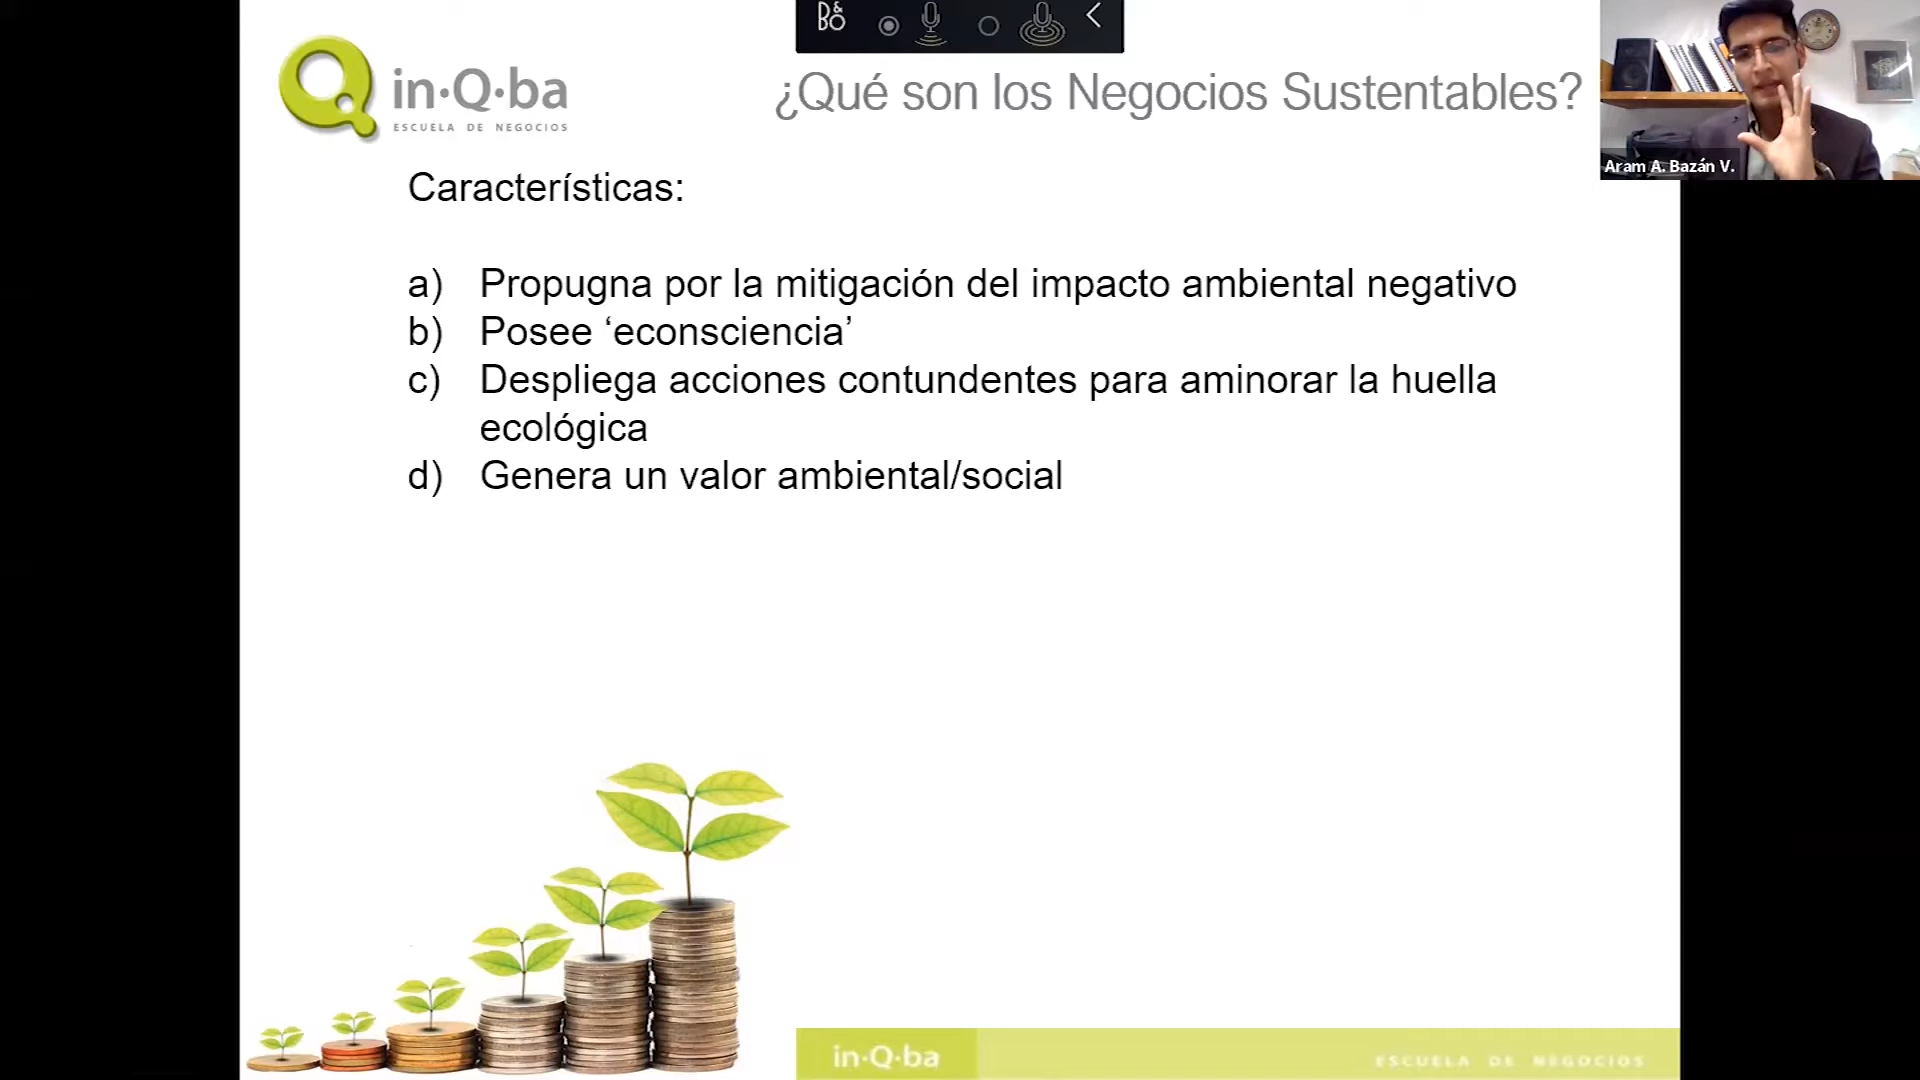 B&O
in·Q·ba
ESCUELA DE NEGOCIOS
¿Qué son los Negocios Sustentables?
Aram A. Bazán V.
Características:
a) Propugna por la mitigación del impacto ambiental negativo
b) Posee ‘econsciencia’
c) Despliega acciones contundentes para aminorar la huella
ecológica
d) Genera un valor ambiental/social
in·Q·ba
ESCUELA DE NEGOCIOS